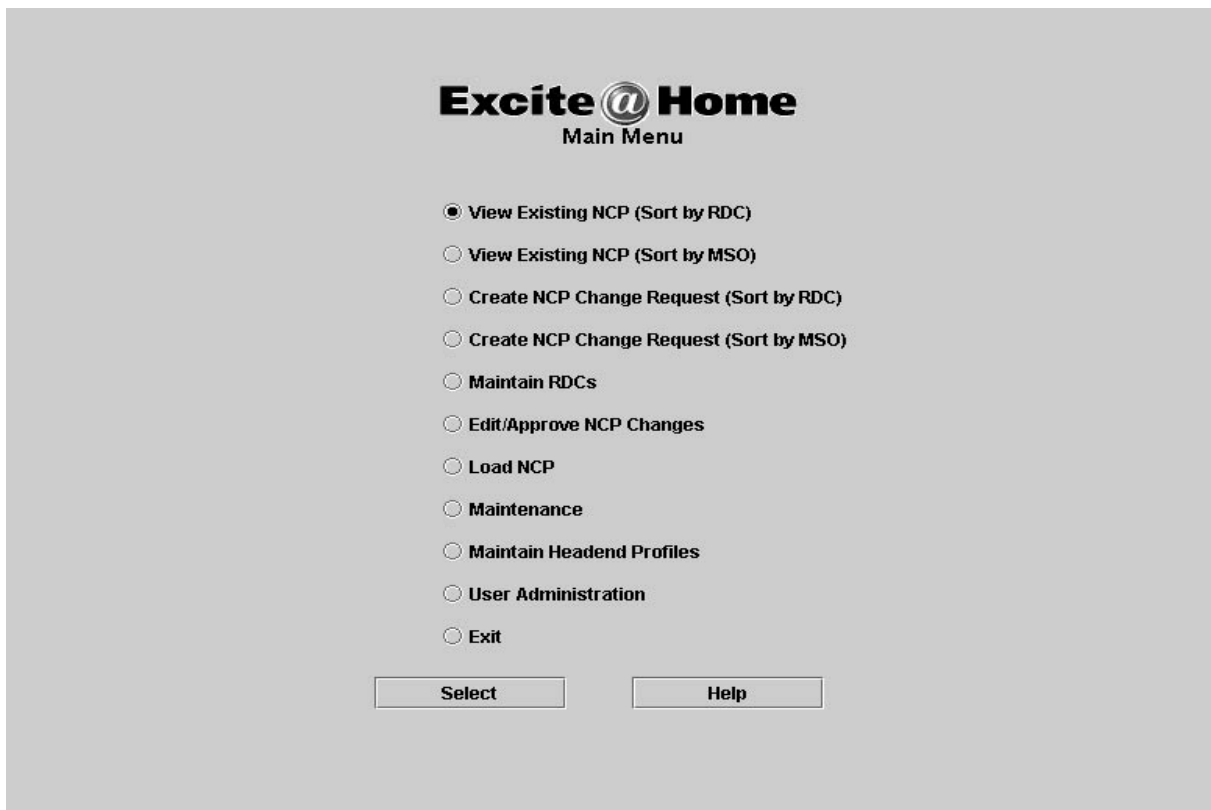 Excite@Home
Main Menu
View Existing NCP (Sort by RDC)
View Existing NCP (Sort by MSO)
Create NCP Change Request (Sort by RDC)
Create NCP Change Request (Sort by MSO)
Maintain RDCs
Edit/Approve NCP Changes
Load NCP
Maintenance
Maintain Headend Profiles
User Administration
Exit
Select Help